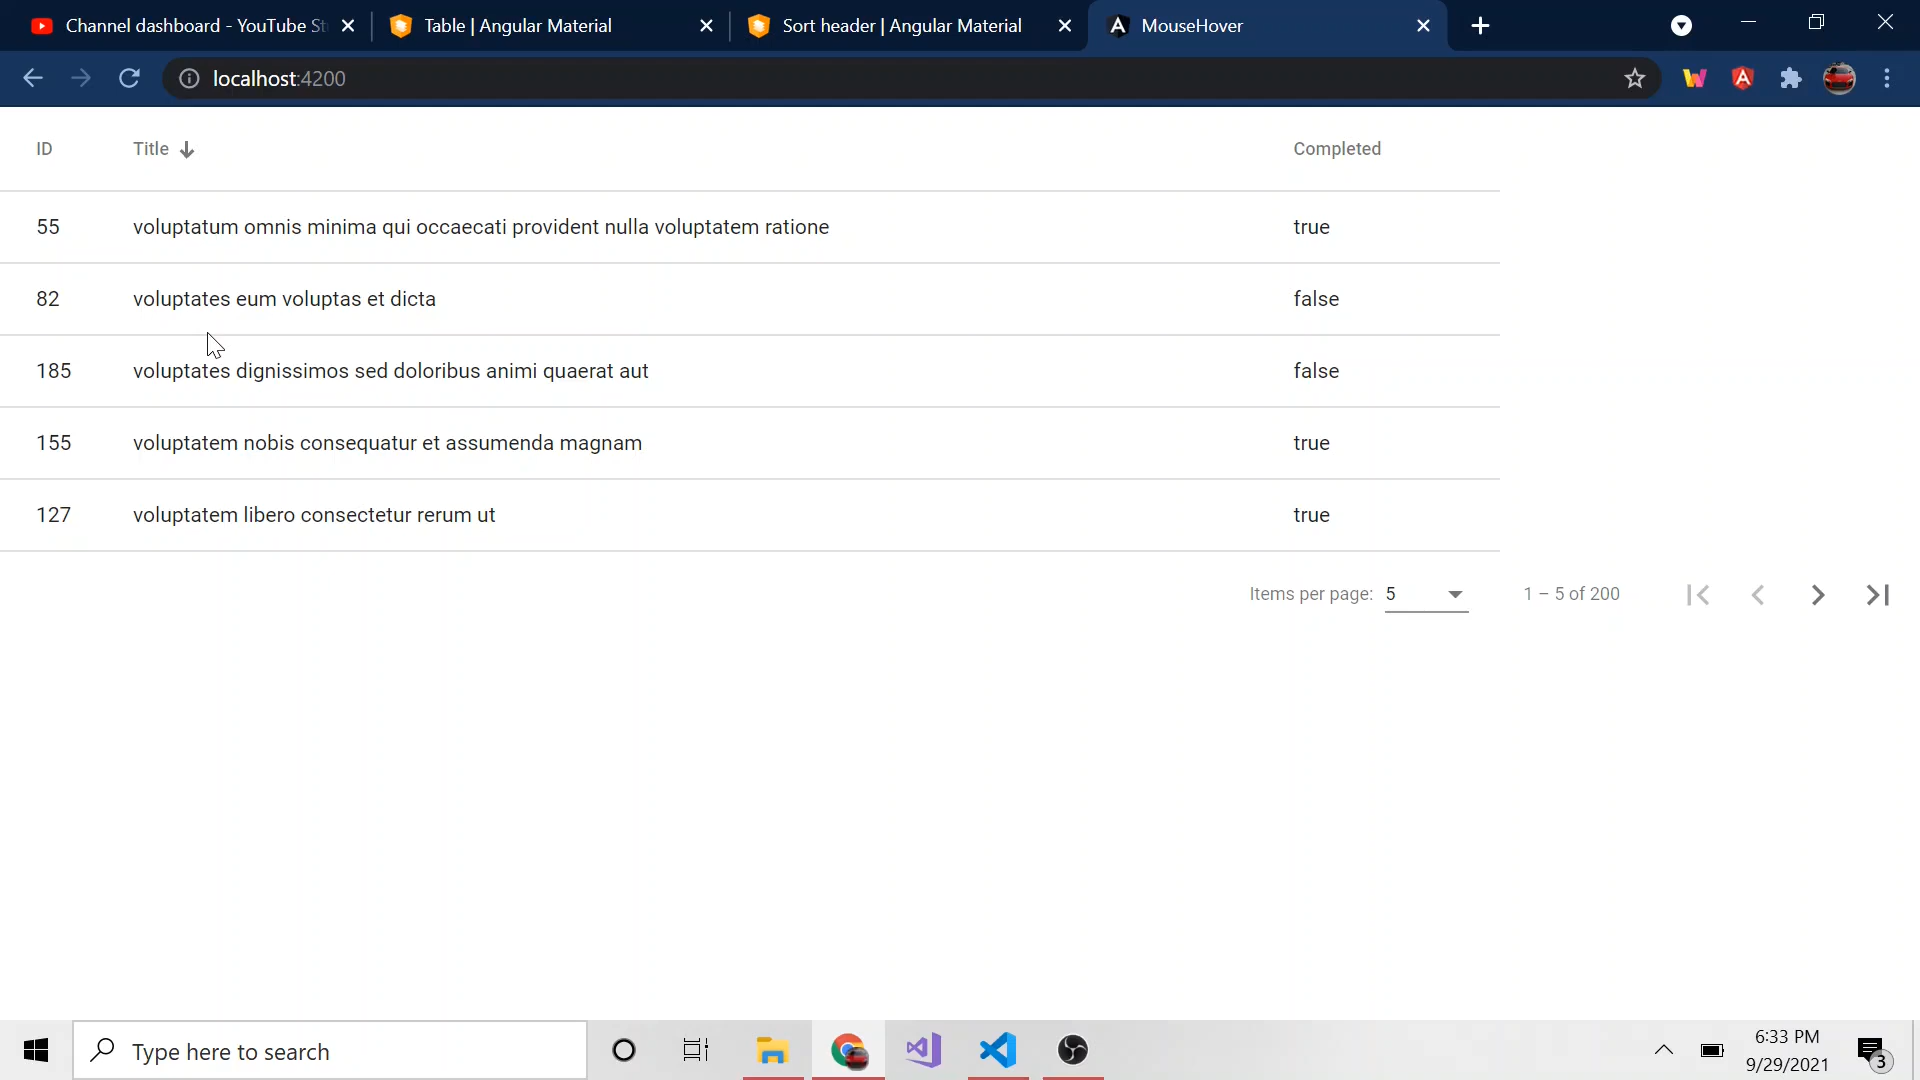 Channel dashboard - YouTube St
Table | Angular Material
Sort header | Angular Material
MouseHover
localhost:4200
ID Title Completed
55 voluptatum omnis minima qui occaecati provident nulla voluptatem ratione true
82 voluptates eum voluptas et dicta false
185 voluptates dignissimos sed doloribus animi quaerat aut false
155 voluptatem nobis consequatur et assumenda magnam true
127 voluptatem libero consectetur rerum ut true
Items per page: 5 1 – 5 of 200
Type here to search
6:33 PM
9/29/2021
3